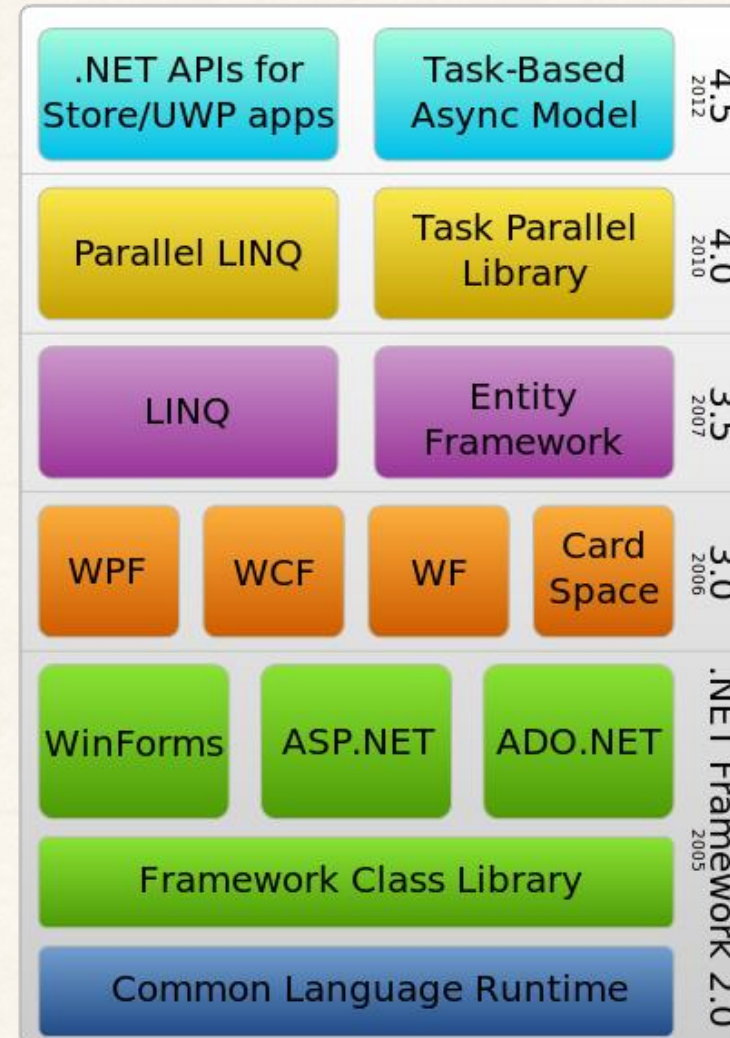 .NET APIs for
Store/UWP apps
Task-Based
Async Model
4.5
2012
Parallel LINQ
Task Parallel
Library
4.0
2010
LINQ
Entity
Framework
3.5
2007
WPF
WCF
WF
Card
Space
3.0
2006
WinForms
ASP.NET
ADO.NET
Framework Class Library
Common Language Runtime
.NET Framework 2.0
2005